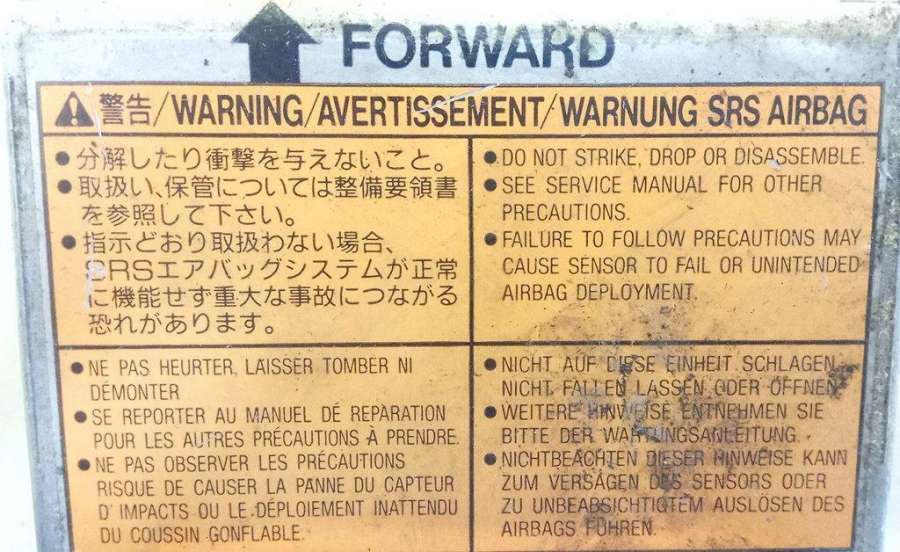 FORWARD
警告/WARNING/AVERTISSEMENT/WARNUNG SRS AIRBAG
●分解したり衝撃を与えないこと。
●取扱い、保管については整備要領書
を参照して下さい。
●指示どおり取扱わない場合、
SRSエアバッグシステムが正常
に機能せず重大な事故につながる
恐れがあります。
●DO NOT STRIKE, DROP OR DISASSEMBLE.
●SEE SERVICE MANUAL FOR OTHER
PRECAUTIONS.
●FAILURE TO FOLLOW PRECAUTIONS MAY
CAUSE SENSOR TO FAIL OR UNINTENDED
AIRBAG DEPLOYMENT.
●NE PAS HEURTER, LAISSER TOMBER NI
DÉMONTER
●SE REPORTER AU MANUEL DE REPARATION
POUR LES AUTRES PRÉCAUTIONS À PRENDRE.
●NE PAS OBSERVER LES PRÉCAUTIONS
RISQUE DE CAUSER LA PANNE DU CAPTEUR
D' IMPACTS OU LE DÉPLOIEMENT INATTENDU
DU COUSSIN GONFLABLE.
●NICHT AUF DIESE EINHEIT SCHLAGEN
NICHT FALLEN LASSEN ODER ÖFFNEN
●WEITERE HINWEISE ENTNEHMEN SIE
BITTE DER WARTUNGSANLEITUNG.
●NICHTBEACHTEN DIESER HINWEISE KANN
ZUM VERSAGEN DES SENSORS ODER
ZU UNBEABSICHTIGTEM AUSLÖSEN DES
AIRBAGS FÜHREN.